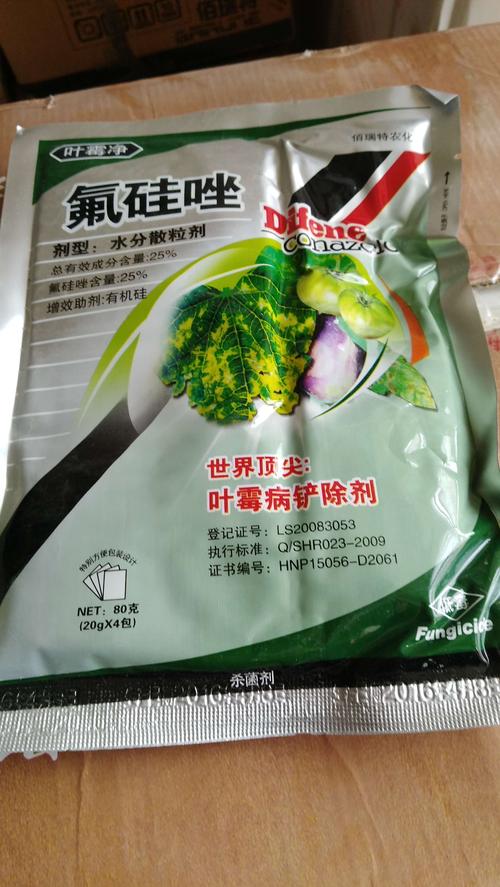 佰瑞特
叶霉净
佰瑞特农化
氟硅唑
Difeno
conazole
剂型：水分散粒剂
总有效成分含量:25%
氟硅唑含量:25%
增效助剂:有机硅
世界顶尖:
叶霉病铲除剂
登记证号：LS20083053
执行标准：Q/SHR023-2009
证书编号：HNP15056-D2061
特别方便包装设计
NET：80克
(20gX4包)
Fungicide
杀菌剂